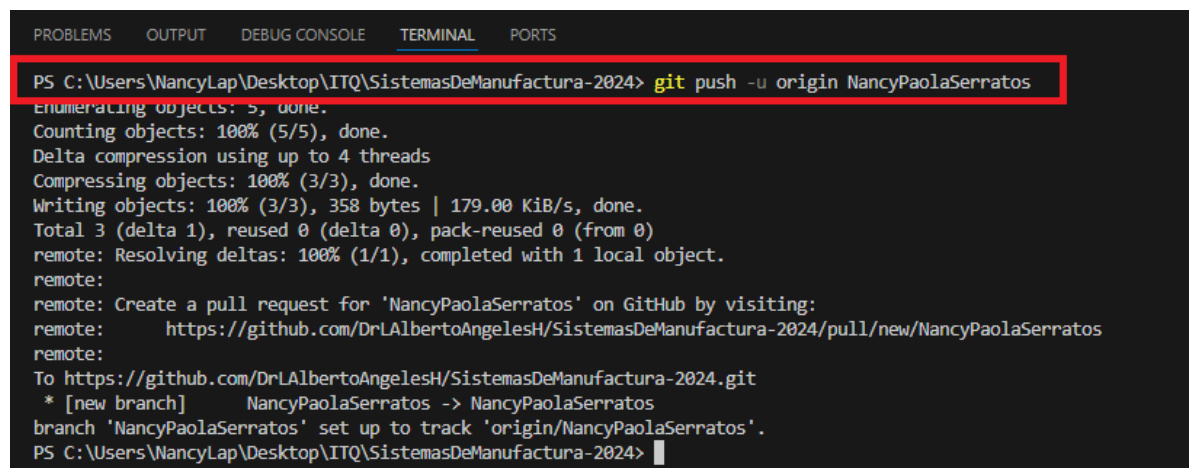 PROBLEMS OUTPUT DEBUG CONSOLE TERMINAL PORTS
PS C:\Users\NancyLap\Desktop\ITQ\SistemasDeManufactura-2024> git push -u origin NancyPaolaSerratos
Enumerating objects: 5, done.
Counting objects: 100% (5/5), done.
Delta compression using up to 4 threads
Compressing objects: 100% (3/3), done.
Writing objects: 100% (3/3), 358 bytes | 179.00 KiB/s, done.
Total 3 (delta 1), reused 0 (delta 0), pack-reused 0 (from 0)
remote: Resolving deltas: 100% (1/1), completed with 1 local object.
remote:
remote: Create a pull request for 'NancyPaolaSerratos' on GitHub by visiting:
remote:      https://github.com/DrLAlbertoAngelesH/SistemasDeManufactura-2024/pull/new/NancyPaolaSerratos
remote:
To https://github.com/DrLAlbertoAngelesH/SistemasDeManufactura-2024.git
 * [new branch]      NancyPaolaSerratos -> NancyPaolaSerratos
branch 'NancyPaolaSerratos' set up to track 'origin/NancyPaolaSerratos'.
PS C:\Users\NancyLap\Desktop\ITQ\SistemasDeManufactura-2024>